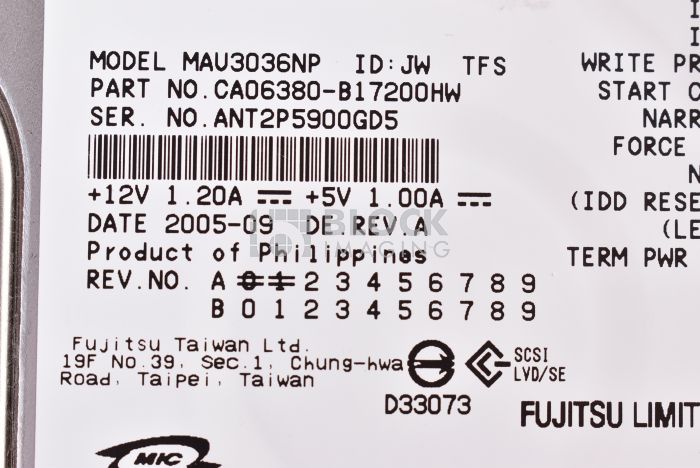 MODEL MAU3036NP ID:JW TFS
PART NO.CA06380-B17200HW
SER. NO.ANT2P5900GD5
+12V 1.20A +5V 1.00A
DATE 2005-09 DE REV.A
Product of Philippines
REV.NO. A 0 1 2 3 4 5 6 7 8 9
B 0 1 2 3 4 5 6 7 8 9
Fujitsu Taiwan Ltd.
19F No.39, Sec.1, Chung-hwa
Road, Taipei, Taiwan
D33073
SCSI
LVD/SE
FUJITSU LIMIT
MIC
WRITE PR
START C
NARR
FORCE
N
(IDD RESE
(LE
TERM PWR
BLOCK
IMAGING